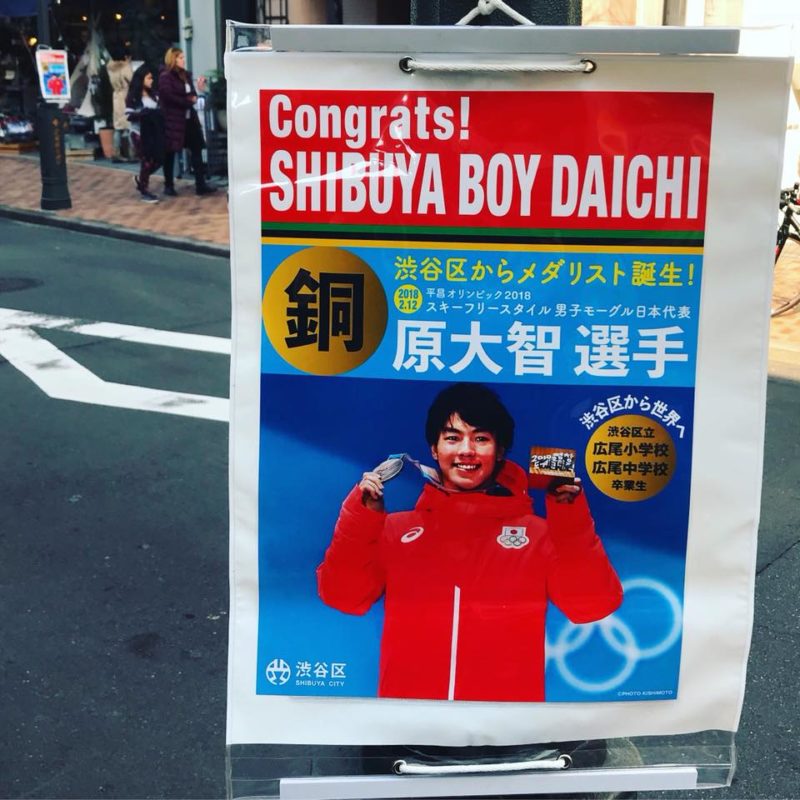 Congrats!
SHIBUYA BOY DAICHI
銅
渋谷区からメダリスト誕生!
2018
2.12
平昌オリンピック2018
スキーフリースタイル 男子モーグル日本代表
原大智 選手
渋谷区から世界へ
渋谷区立
広尾小学校
広尾中学校
卒業生
渋谷区
SHIBUYA CITY
©PHOTO KISHIMOTO